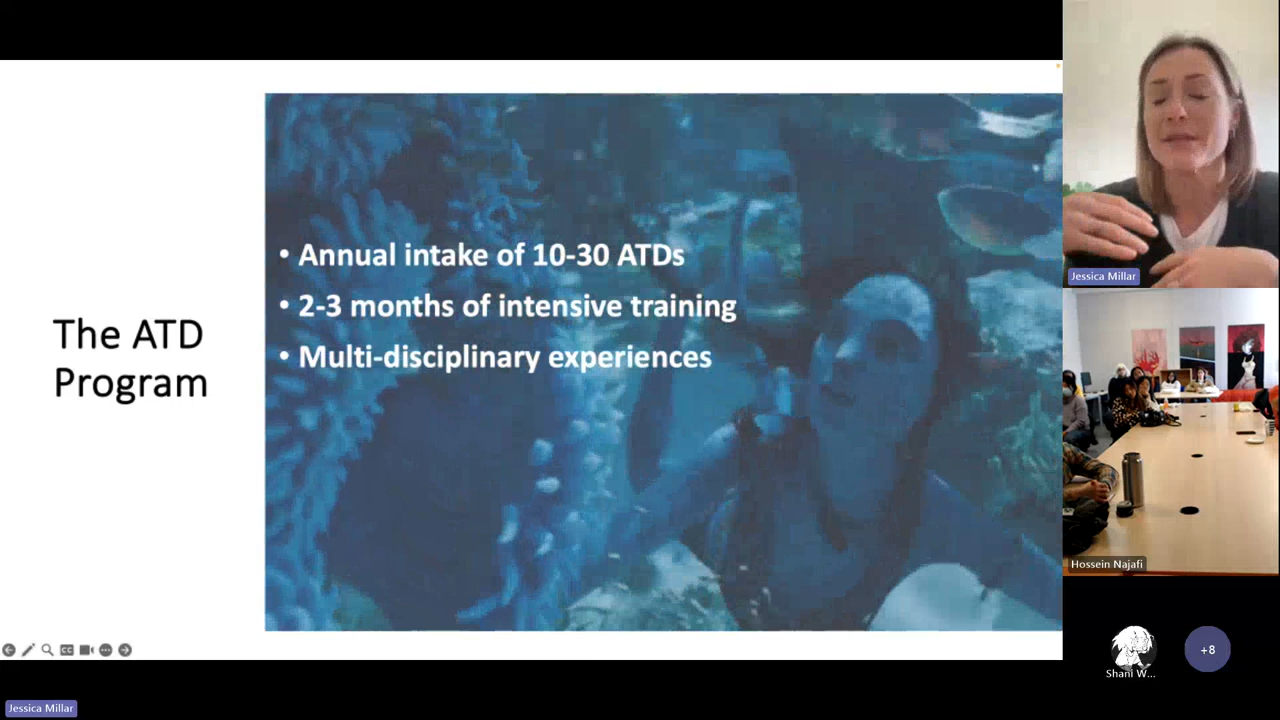 The ATD
Program
• Annual intake of 10-30 ATDs
• 2-3 months of intensive training
• Multi-disciplinary experiences
Jessica Millar
Hossein Najafi
Shani W...
+8
CC
Jessica Millar